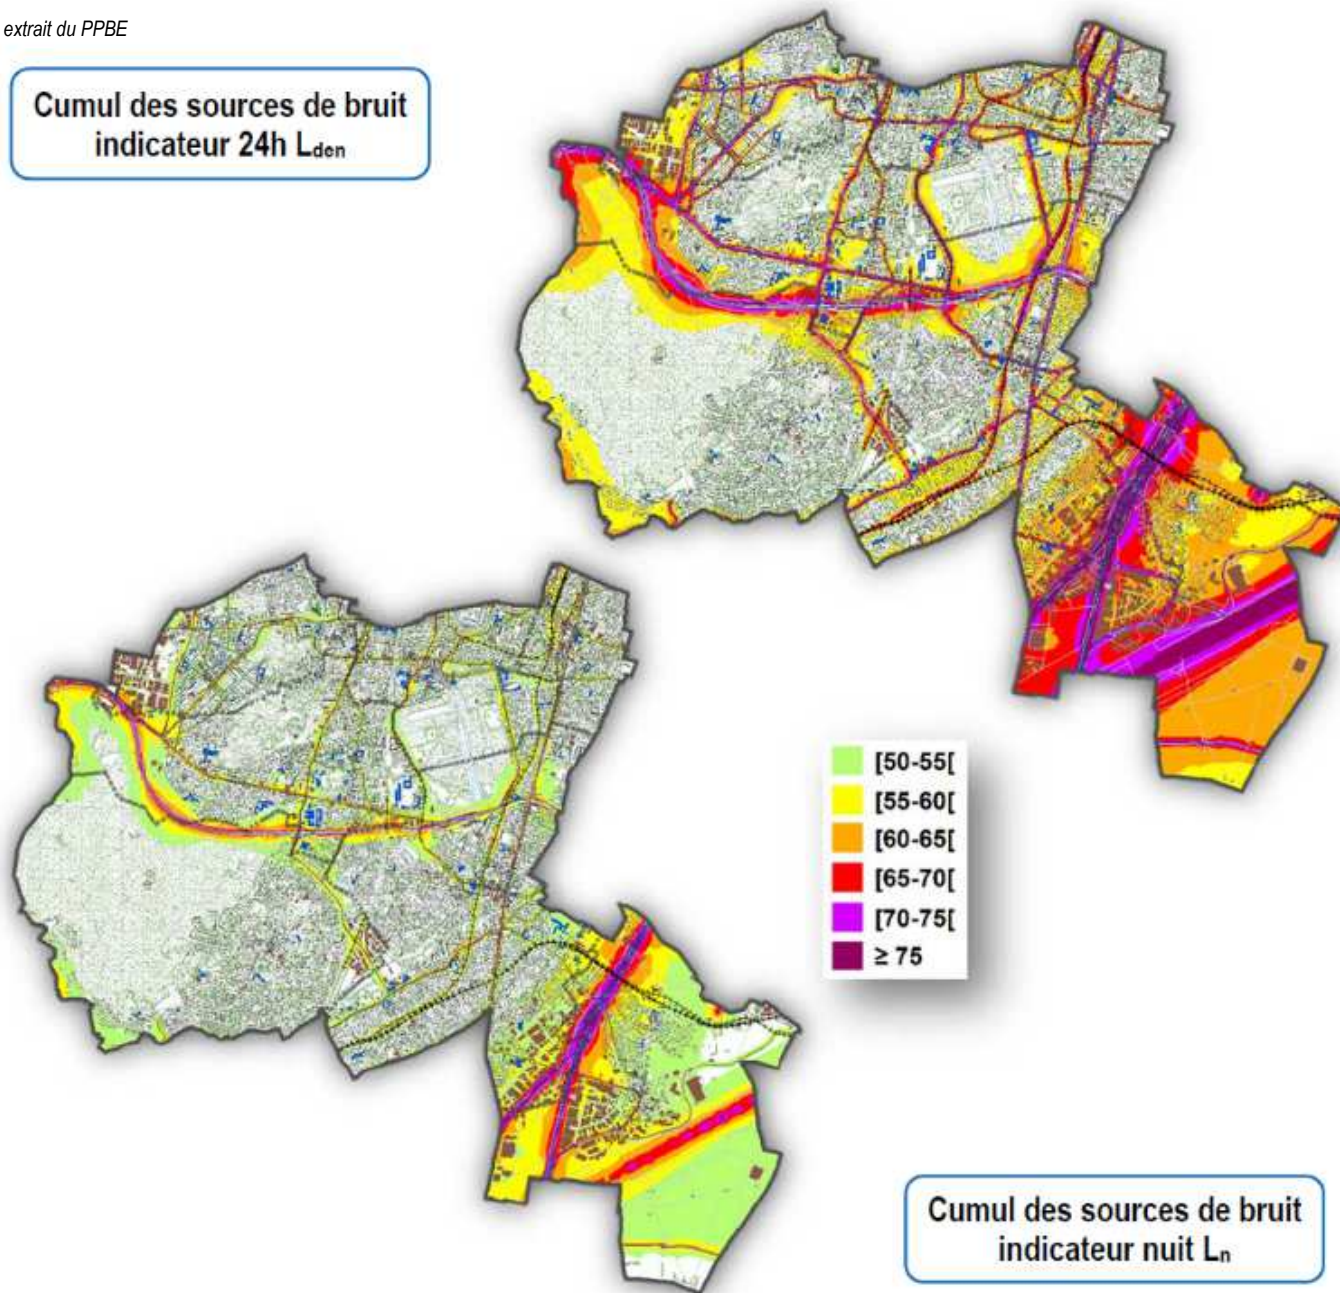 extrait du PPBE
Cumul des sources de bruit
indicateur 24h Lden
[50-55[
[55-60[
[60-65[
[65-70[
[70-75[
≥ 75
Cumul des sources de bruit
indicateur nuit Ln